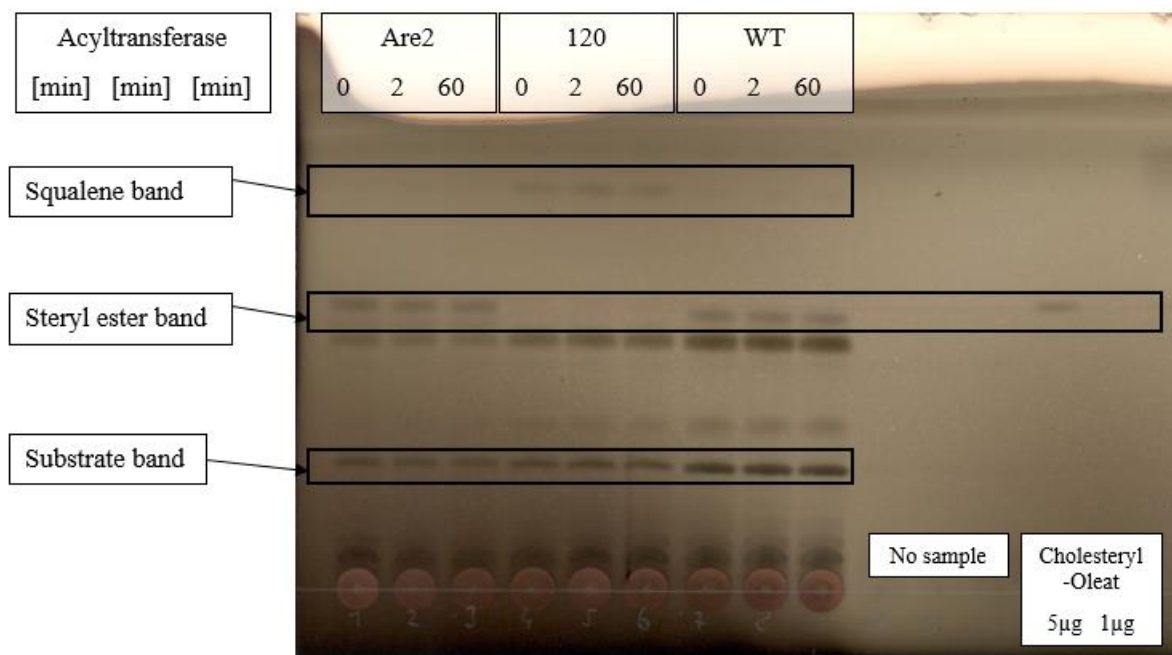 Acyltransferase
[min] [min] [min]
Are2 120 WT
0 2 60 0 2 60 0 2 60
Squalene band
Steryl ester band
Substrate band
No sample
Cholesteryl
-Oleat
5µg 1µg
1 2 3 4 5 6 7 8